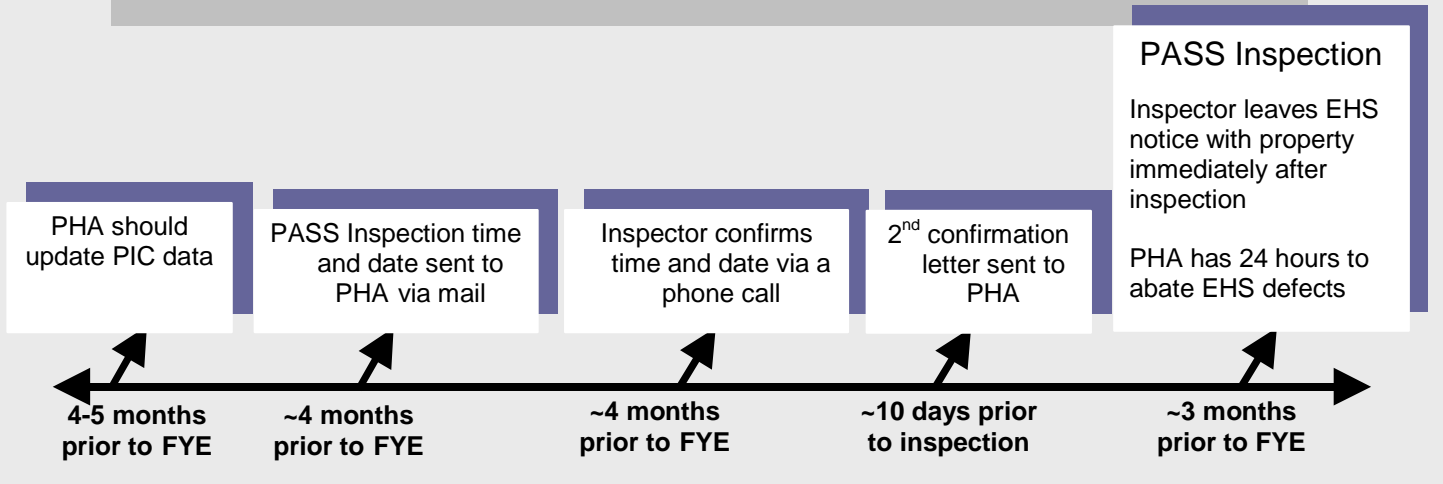 PHA should
update PIC data
4-5 months
prior to FYE
PASS Inspection time
and date sent to
PHA via mail
~4 months
prior to FYE
Inspector confirms
time and date via a
phone call
~4 months
prior to FYE
2nd confirmation
letter sent to
PHA
~10 days prior
to inspection
PASS Inspection
Inspector leaves EHS
notice with property
immediately after
inspection
PHA has 24 hours to
abate EHS defects
~3 months
prior to FYE